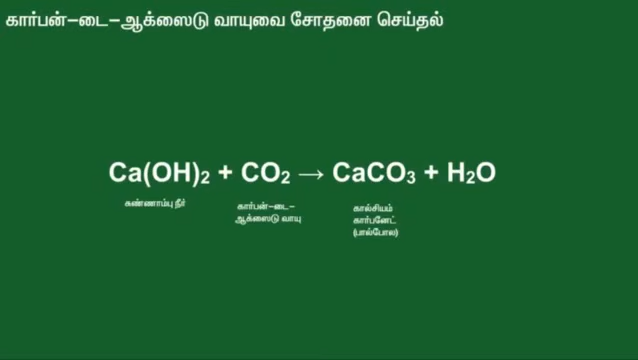 கார்பன்-டை-ஆக்ஸைடு வாயுவை சோதனை செய்தல்
Ca(OH)₂ + CO₂ → CaCO₃ + H₂O
சுண்ணாம்பு நீர்
கார்பன்-டை-
ஆக்ஸைடு வாயு
கால்சியம்
கார்பனேட்
(பால்போல)